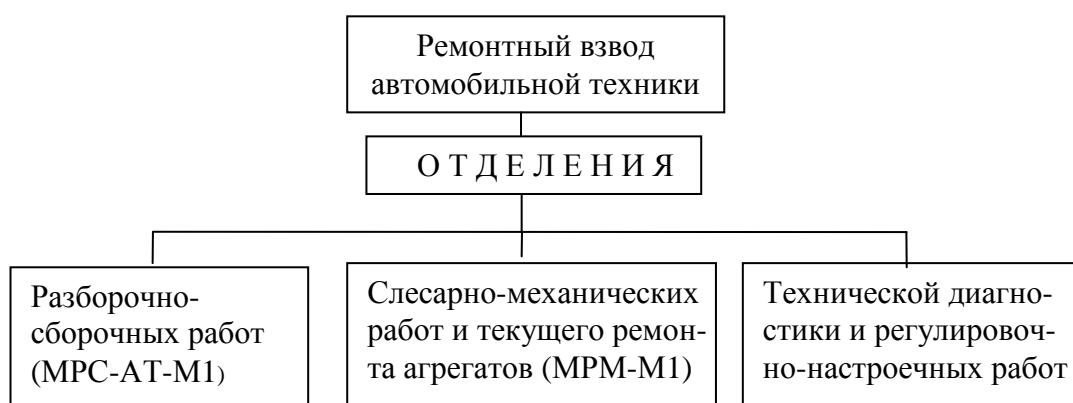 Ремонтный взвод
автомобильной техники
О Т Д Е Л Е Н И Я
Разборочно-
сборочных работ
(МРС-АТ-М1)
Слесарно-механических
работ и текущего ремон-
та агрегатов (МРМ-М1)
Технической диагно-
стики и регулировоч-
но-настроечных работ